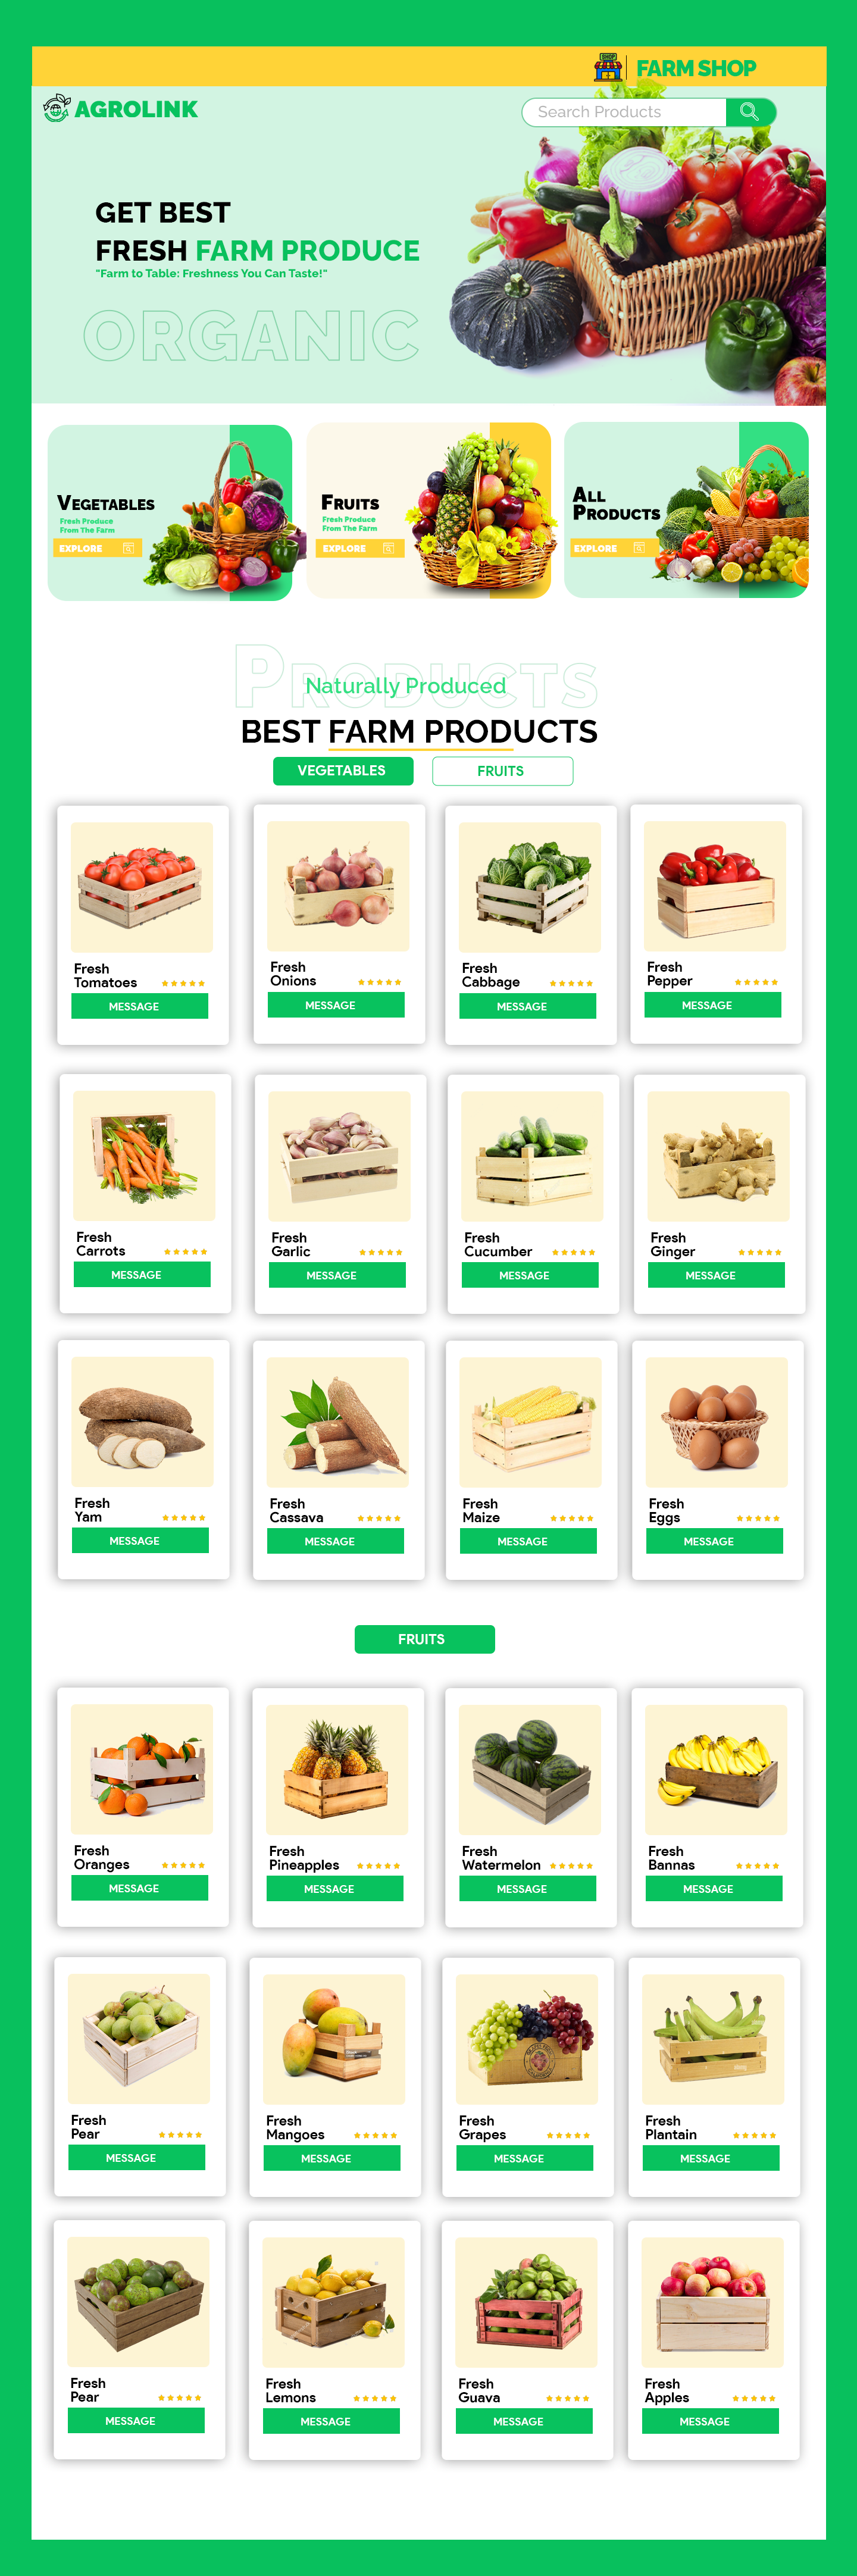 SHOP
FARM SHOP
AGROLINK
Search Products
GET BEST
FRESH FARM PRODUCE
"Farm to Table: Freshness You Can Taste!"
ORGANIC
VEGETABLES
Fresh Produce
From The Farm
EXPLORE
FRUITS
Fresh Produce
From The Farm
EXPLORE
ALL
PRODUCTS
EXPLORE
PRODUCTS
Naturally Produced
BEST FARM PRODUCTS
VEGETABLES
FRUITS
Fresh
Tomatoes
MESSAGE
Fresh
Onions
MESSAGE
Fresh
Cabbage
MESSAGE
Fresh
Pepper
MESSAGE
Fresh
Carrots
MESSAGE
Fresh
Garlic
MESSAGE
Fresh
Cucumber
MESSAGE
Fresh
Ginger
MESSAGE
Fresh
Yam
MESSAGE
Fresh
Cassava
MESSAGE
Fresh
Maize
MESSAGE
Fresh
Eggs
MESSAGE
FRUITS
Fresh
Oranges
MESSAGE
Fresh
Pineapples
MESSAGE
Fresh
Watermelon
MESSAGE
Fresh
Bannas
MESSAGE
Fresh
Pear
MESSAGE
Fresh
Mangoes
MESSAGE
Fresh
Grapes
MESSAGE
Fresh
Plantain
MESSAGE
Fresh
Pear
MESSAGE
Fresh
Lemons
MESSAGE
Fresh
Guava
MESSAGE
Fresh
Apples
MESSAGE